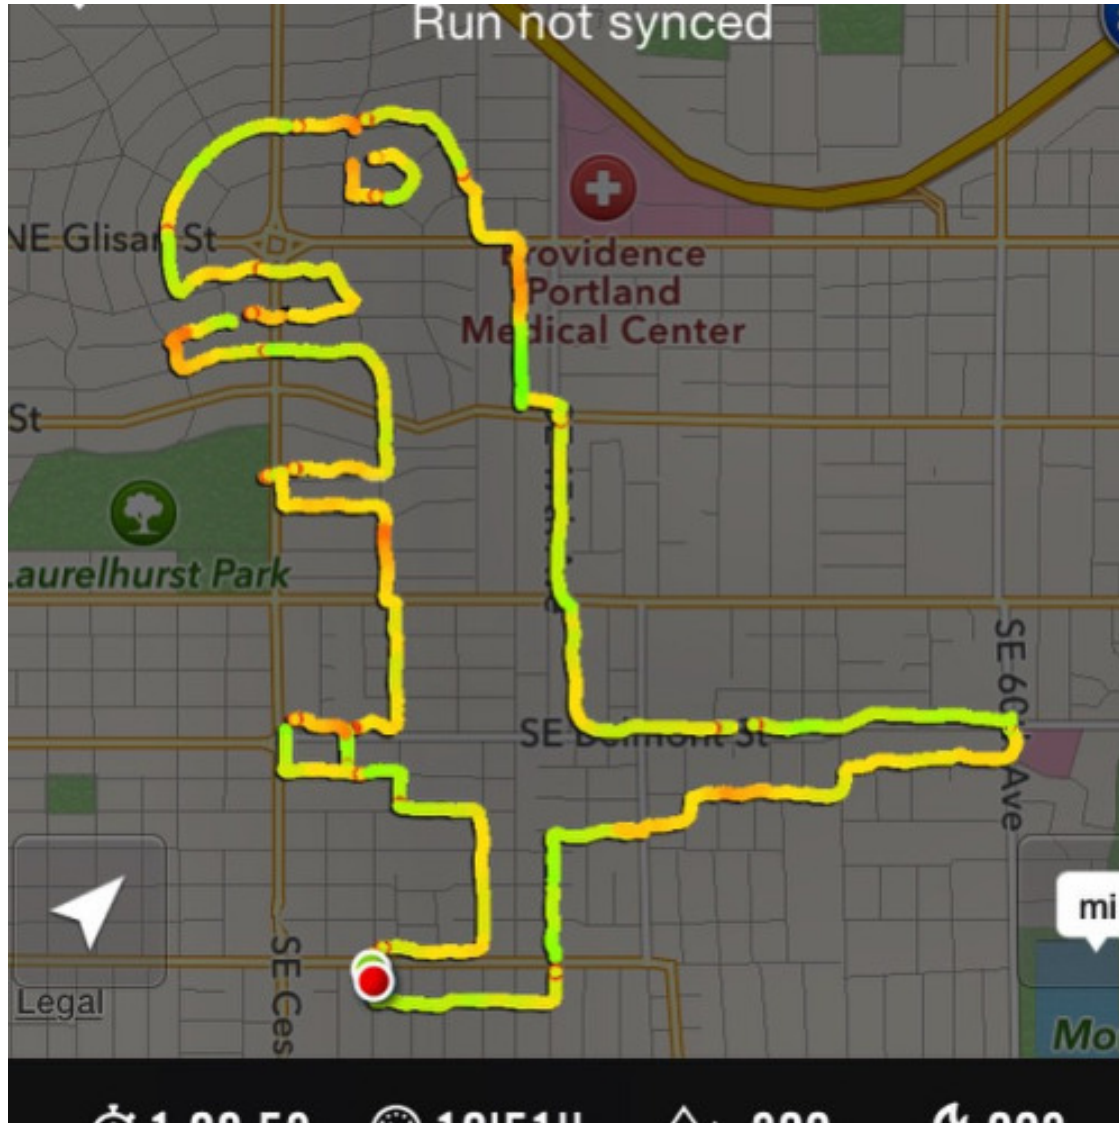 Run not synced
NE Glisan St
Providence
Portland
Medical Center
St
Laurelhurst Park
SE Belmont St
SE 60th Ave
mi
SE Ces
Legal
Mo